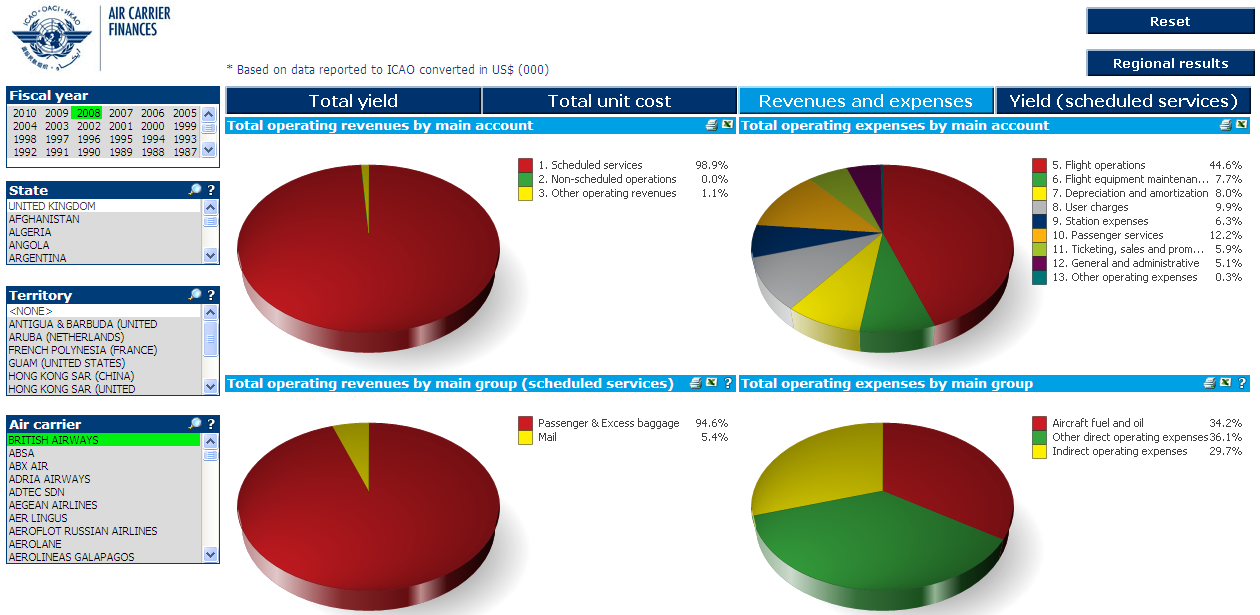 ICAO · OACI · ИКАО
AIR CARRIER
FINANCES
Reset
Regional results
* Based on data reported to ICAO converted in US$ (000)
Total yield
Total unit cost
Revenues and expenses
Yield (scheduled services)
Fiscal year
2010 2009 2008 2007 2006 2005
2004 2003 2002 2001 2000 1999
1998 1997 1996 1995 1994 1993
1992 1991 1990 1989 1988 1987
State ?
UNITED KINGDOM
AFGHANISTAN
ALGERIA
ANGOLA
ARGENTINA
Territory ?
<NONE>
ANTIGUA & BARBUDA (UNITED
ARUBA (NETHERLANDS)
FRENCH POLYNESIA (FRANCE)
GUAM (UNITED STATES)
HONG KONG SAR (CHINA)
HONG KONG SAR (UNITED
Air carrier ?
BRITISH AIRWAYS
ABSA
ABX AIR
ADRIA AIRWAYS
ADTEC SDN
AEGEAN AIRLINES
AER LINGUS
AEROFLOT RUSSIAN AIRLINES
AEROLANE
AEROLINEAS GALAPAGOS
Total operating revenues by main account
1. Scheduled services 98.9%
2. Non-scheduled operations 0.0%
3. Other operating revenues 1.1%
Total operating expenses by main account
5. Flight operations 44.6%
6. Flight equipment maintenan... 7.7%
7. Depreciation and amortization 8.0%
8. User charges 9.9%
9. Station expenses 6.3%
10. Passenger services 12.2%
11. Ticketing, sales and prom... 5.9%
12. General and administrative 5.1%
13. Other operating expenses 0.3%
Total operating revenues by main group (scheduled services) ?
Passenger & Excess baggage 94.6%
Mail 5.4%
Total operating expenses by main group ?
Aircraft fuel and oil 34.2%
Other direct operating expenses 36.1%
Indirect operating expenses 29.7%